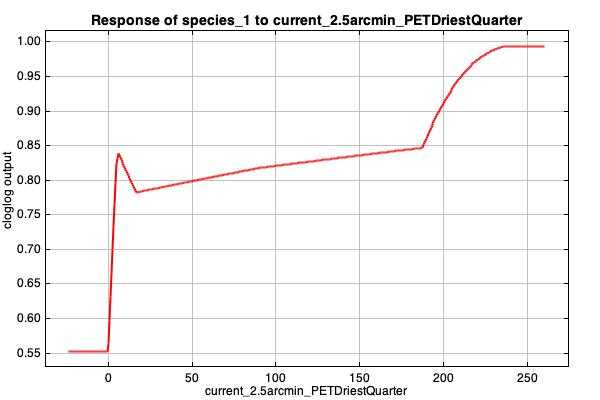 Response of species_1 to current_2.5arcmin_PETDriestQuarter
cloglog output
1.00
0.95
0.90
0.85
0.80
0.75
0.70
0.65
0.60
0.55
0 50 100 150 200 250
current_2.5arcmin_PETDriestQuarter